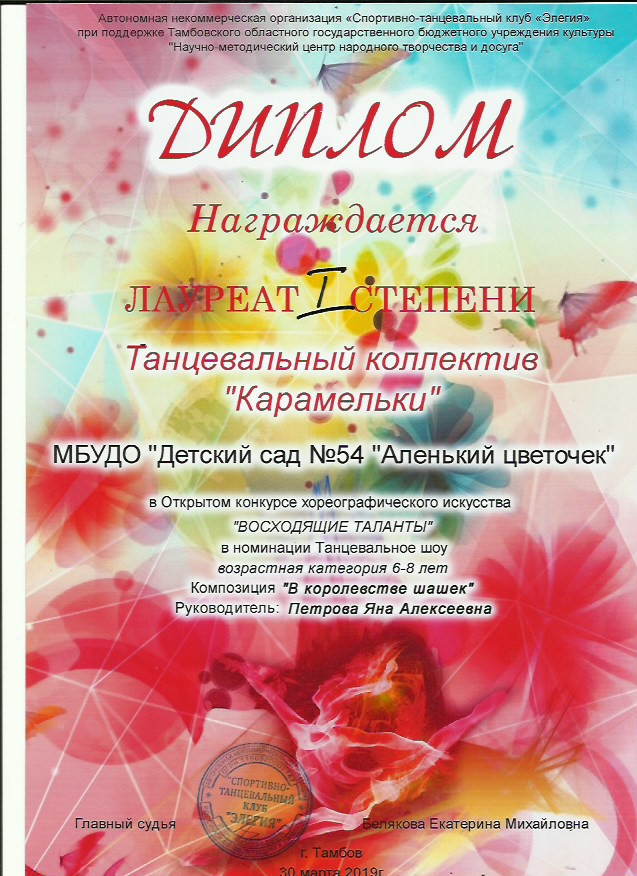 Автономная некоммерческая организация «Спортивно-танцевальный клуб «Элегия»
при поддержке Тамбовского областного государственного бюджетного учреждения культуры
"Научно-методический центр народного творчества и досуга"
ДИПЛОМ
Награждается
ЛАУРЕАТ I СТЕПЕНИ
Танцевальный коллектив
"Карамельки"
МБУДО "Детский сад №54 "Аленький цветочек"
в Открытом конкурсе хореографического искусства
"ВОСХОДЯЩИЕ ТАЛАНТЫ"
в номинации Танцевальное шоу
возрастная категория 6-8 лет
Композиция "В королевстве шашек"
Руководитель: Петрова Яна Алексеевна
"СПОРТИВНО-
ТАНЦЕВАЛЬНЫЙ
КЛУБ
"ЭЛЕГИЯ"
Главный судья Белякова Екатерина Михайловна
г. Тамбов
30 марта 2019г